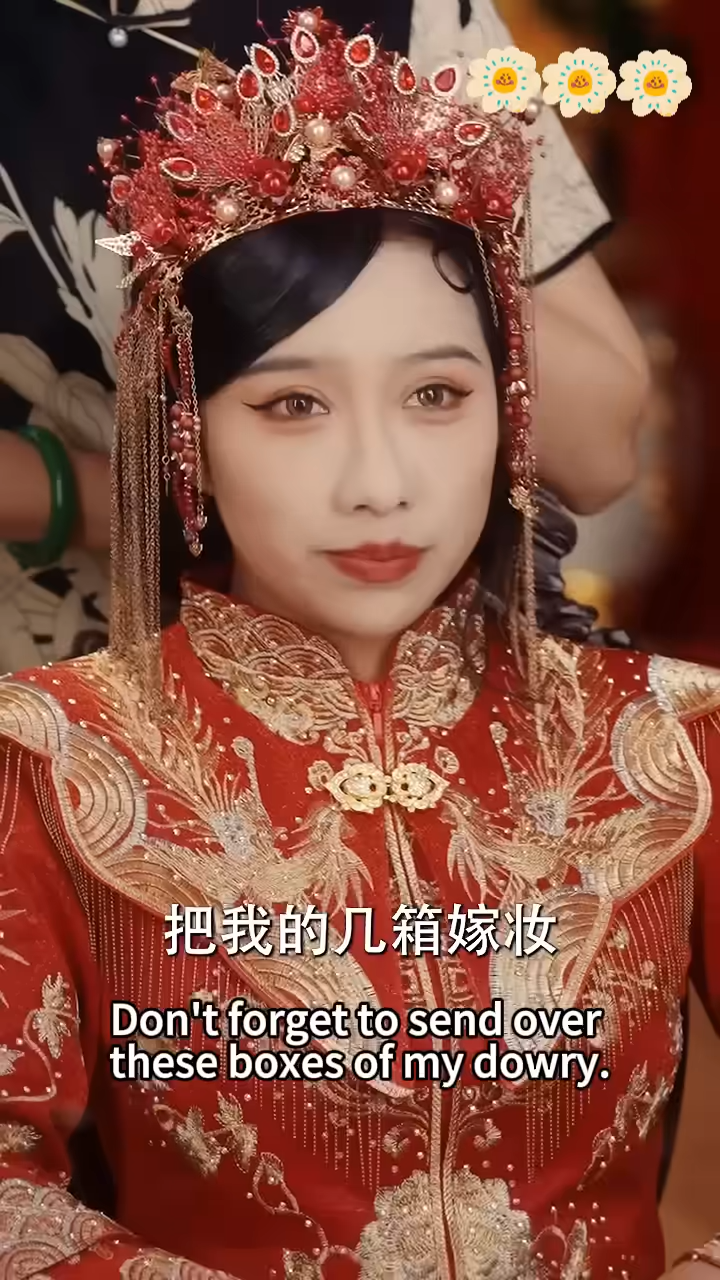 把我的几箱嫁妆
Don't forget to send over
these boxes of my dowry.